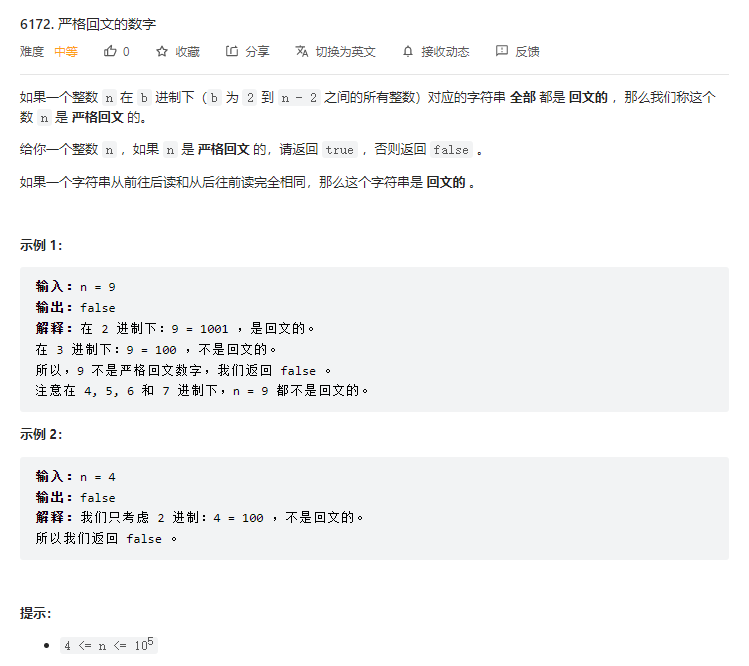 6172. 严格回文的数字
难度 中等 0 收藏 分享 切换为英文 接收动态 反馈
如果一个整数 n 在 b 进制下（b 为 2 到 n - 2 之间的所有整数）对应的字符串 全部 都是 回文的 ，那么我们称这个
数 n 是 严格回文 的。
给你一个整数 n ，如果 n 是 严格回文 的，请返回 true ，否则返回 false 。
如果一个字符串从前往后读和从后往前读完全相同，那么这个字符串是 回文的 。
示例 1：
输入：n = 9
输出：false
解释：在 2 进制下：9 = 1001 ，是回文的。
在 3 进制下：9 = 100 ，不是回文的。
所以，9 不是严格回文数字，我们返回 false 。
注意在 4, 5, 6 和 7 进制下，n = 9 都不是回文的。
示例 2：
输入：n = 4
输出：false
解释：我们只考虑 2 进制：4 = 100 ，不是回文的。
所以我们返回 false 。
提示：
• 4 <= n <= 10⁵